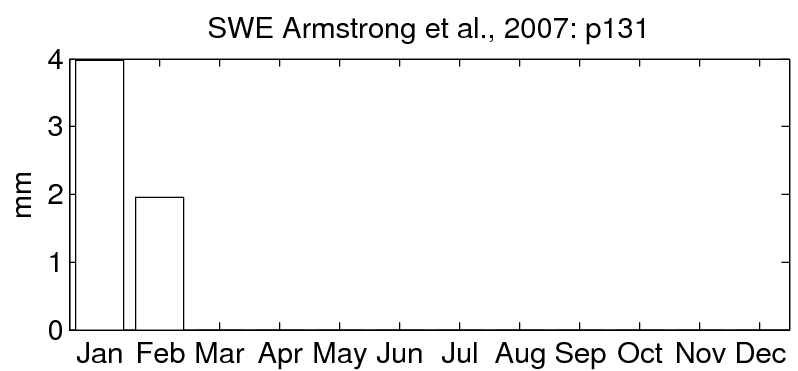 SWE Armstrong et al., 2007: p131
4
3
2
1
0
mm
Jan Feb Mar Apr May Jun Jul Aug Sep Oct Nov Dec